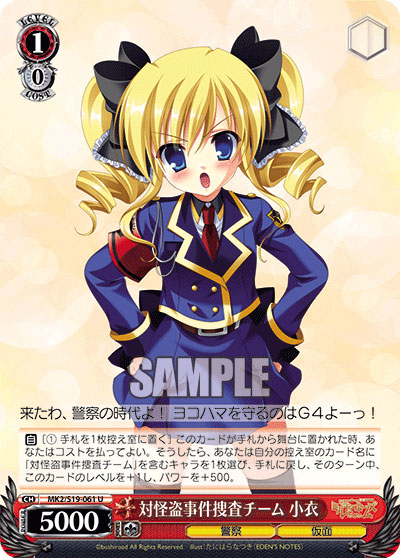 LEVEL
1
0
COST
SAMPLE
来たわ、警察の時代よ! ヨコハマを守るのはG4よーっ!
自 [① 手札を1枚控え室に置く] このカードが手札から舞台に置かれた時、あ
なたはコストを払ってよい。そうしたら、あなたは自分の控え室のカード名に
「対怪盗事件捜査チーム」を含むキャラを1枚選び、手札に戻し、そのターン中、
このカードのレベルを+1し、パワーを+500。
CH MK2/S19-061 U
POWER 5000 対怪盗事件捜査チーム 小衣
警察 仮面
©bushiroad All Rights Reserved. illust/たにはらなつき(EDEN'S NOTES)